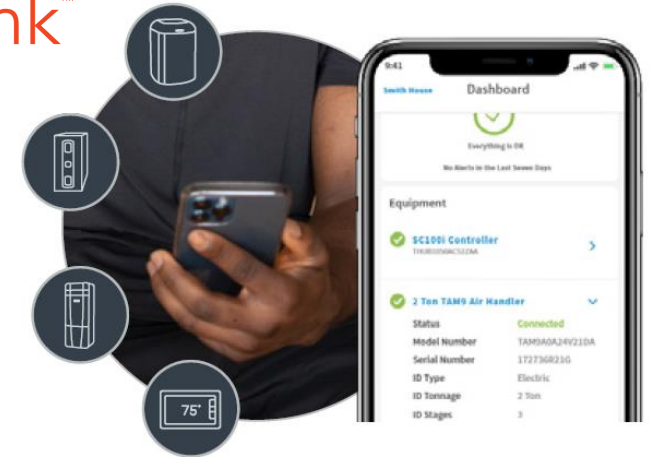 nk
9:41
Smith House Dashboard
Everything is OK
No Alerts in the Last Seven Days
Equipment
SC100i Controller
2 Ton TAM9 Air Handler
Status Connected
Model Number TAM9A0A24V21DA
Serial Number 172736R21G
ID Type Electric
ID Tonnage 2 Ton
ID Stages 3
75°